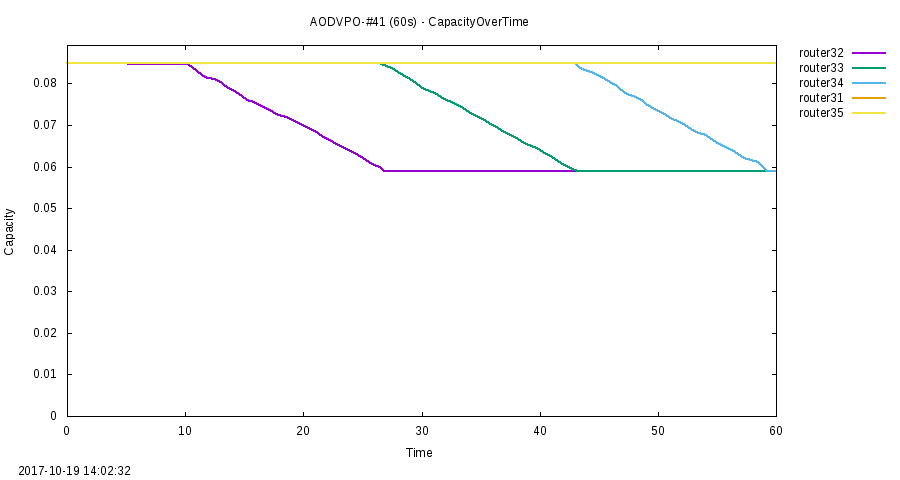 AODVPO-#41 (60s) - CapacityOverTime
router32
router33
router34
router31
router35
0.08
0.07
0.06
0.05
0.04
0.03
0.02
0.01
0
Capacity
0 10 20 30 40 50 60
Time
2017-10-19 14:02:32